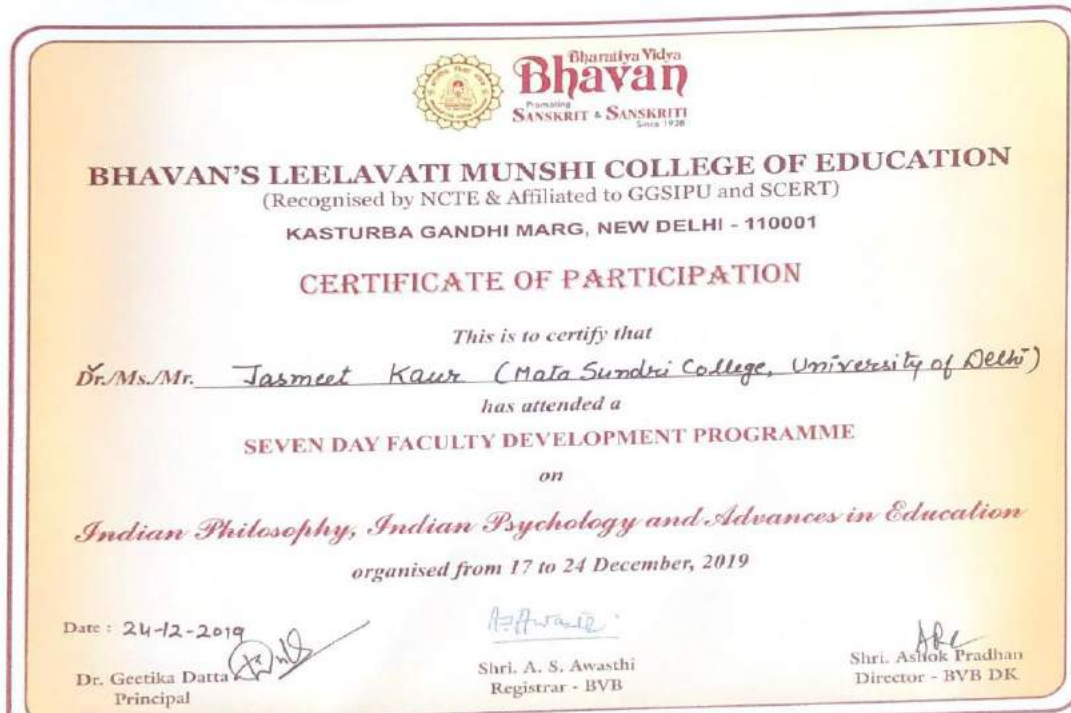 Bharatiya Vidya
Bhavan
Promoting
SANSKRIT & SANSKRITI
Since 1938
BHAVAN'S LEELAVATI MUNSHI COLLEGE OF EDUCATION
(Recognised by NCTE & Affiliated to GGSIPU and SCERT)
KASTURBA GANDHI MARG, NEW DELHI - 110001
CERTIFICATE OF PARTICIPATION
This is to certify that
Dr./Ms./Mr. Jasmeet Kaur (Mata Sundri College, University of Delhi)
has attended a
SEVEN DAY FACULTY DEVELOPMENT PROGRAMME
on
Indian Philosophy, Indian Psychology and Advances in Education
organised from 17 to 24 December, 2019
Date : 24-12-2019
Dr. Geetika Datta
Principal
A.S. Awasthi
Shri. A. S. Awasthi
Registrar - BVB
Shri. Ashok Pradhan
Director - BVB DK